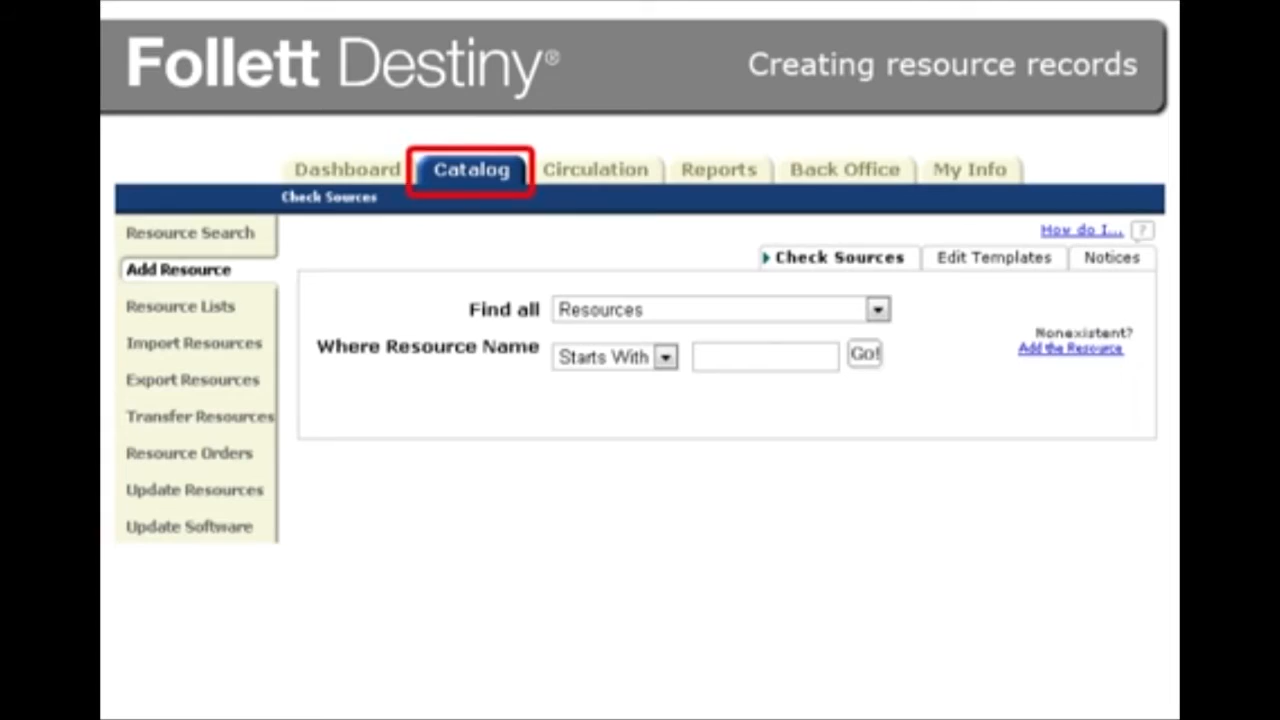 Follett Destiny®
Creating resource records
Dashboard Catalog Circulation Reports Back Office My Info
Check Sources
Resource Search
Add Resource
Resource Lists
Import Resources
Export Resources
Transfer Resources
Resource Orders
Update Resources
Update Software
How do I... ?
Check Sources Edit Templates Notices
Find all Resources
Where Resource Name Starts With Go!
Nonexistent?
Add the Resource